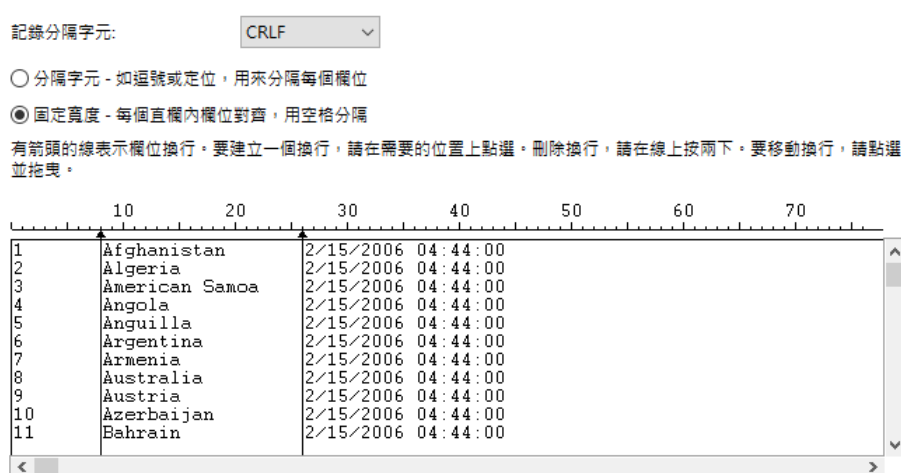 記錄分隔字元: CRLF
分隔字元 - 如逗號或定位，用來分隔每個欄位
固定寬度 - 每個直欄內欄位對齊，用空格分隔
有箭頭的線表示欄位換行。要建立一個換行，請在需要的位置上點選。刪除換行，請在線上按兩下。要移動換行，請點選
並拖曳。
10 20 30 40 50 60 70
1 Afghanistan 2/15/2006 04:44:00
2 Algeria 2/15/2006 04:44:00
3 American Samoa 2/15/2006 04:44:00
4 Angola 2/15/2006 04:44:00
5 Anguilla 2/15/2006 04:44:00
6 Argentina 2/15/2006 04:44:00
7 Armenia 2/15/2006 04:44:00
8 Australia 2/15/2006 04:44:00
9 Austria 2/15/2006 04:44:00
10 Azerbaijan 2/15/2006 04:44:00
11 Bahrain 2/15/2006 04:44:00